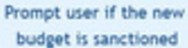 Prompt user if the new
budget is sanctioned